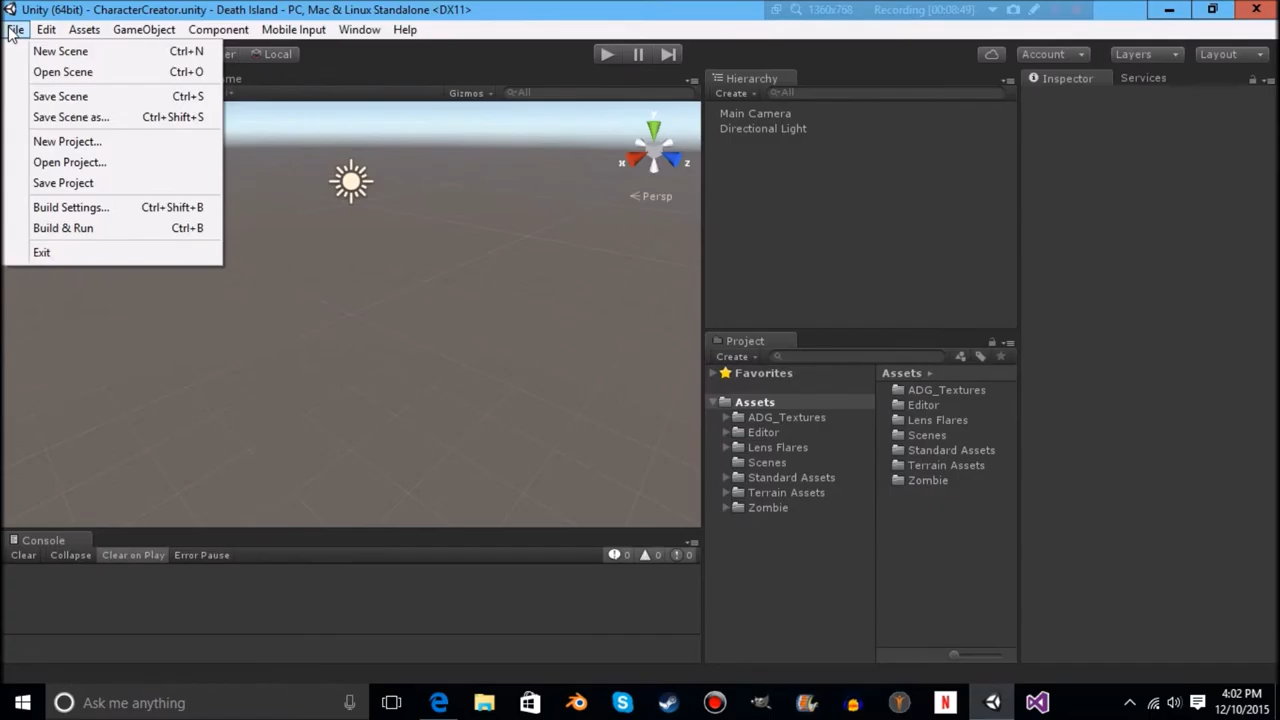 Unity (64bit) - CharacterCreator.unity - Death Island - PC, Mac & Linux Standalone <DX11>
1360x768
Recording [00:08:49]
File Edit Assets GameObject Component Mobile Input Window Help
Local
Account
Layers
Layout
New Scene Ctrl+N
Open Scene Ctrl+O
Save Scene Ctrl+S
Save Scene as... Ctrl+Shift+S
New Project...
Open Project...
Save Project
Build Settings... Ctrl+Shift+B
Build & Run Ctrl+B
Exit
Gizmos
All
x
z
Persp
Hierarchy
Create
All
Main Camera
Directional Light
Inspector
Services
Project
Create
Favorites
Assets
ADG_Textures
Editor
Lens Flares
Scenes
Standard Assets
Terrain Assets
Zombie
Assets
ADG_Textures
Editor
Lens Flares
Scenes
Standard Assets
Terrain Assets
Zombie
Console
Clear Collapse Clear on Play Error Pause
0 0 0
Ask me anything
4:02 PM
12/10/2015